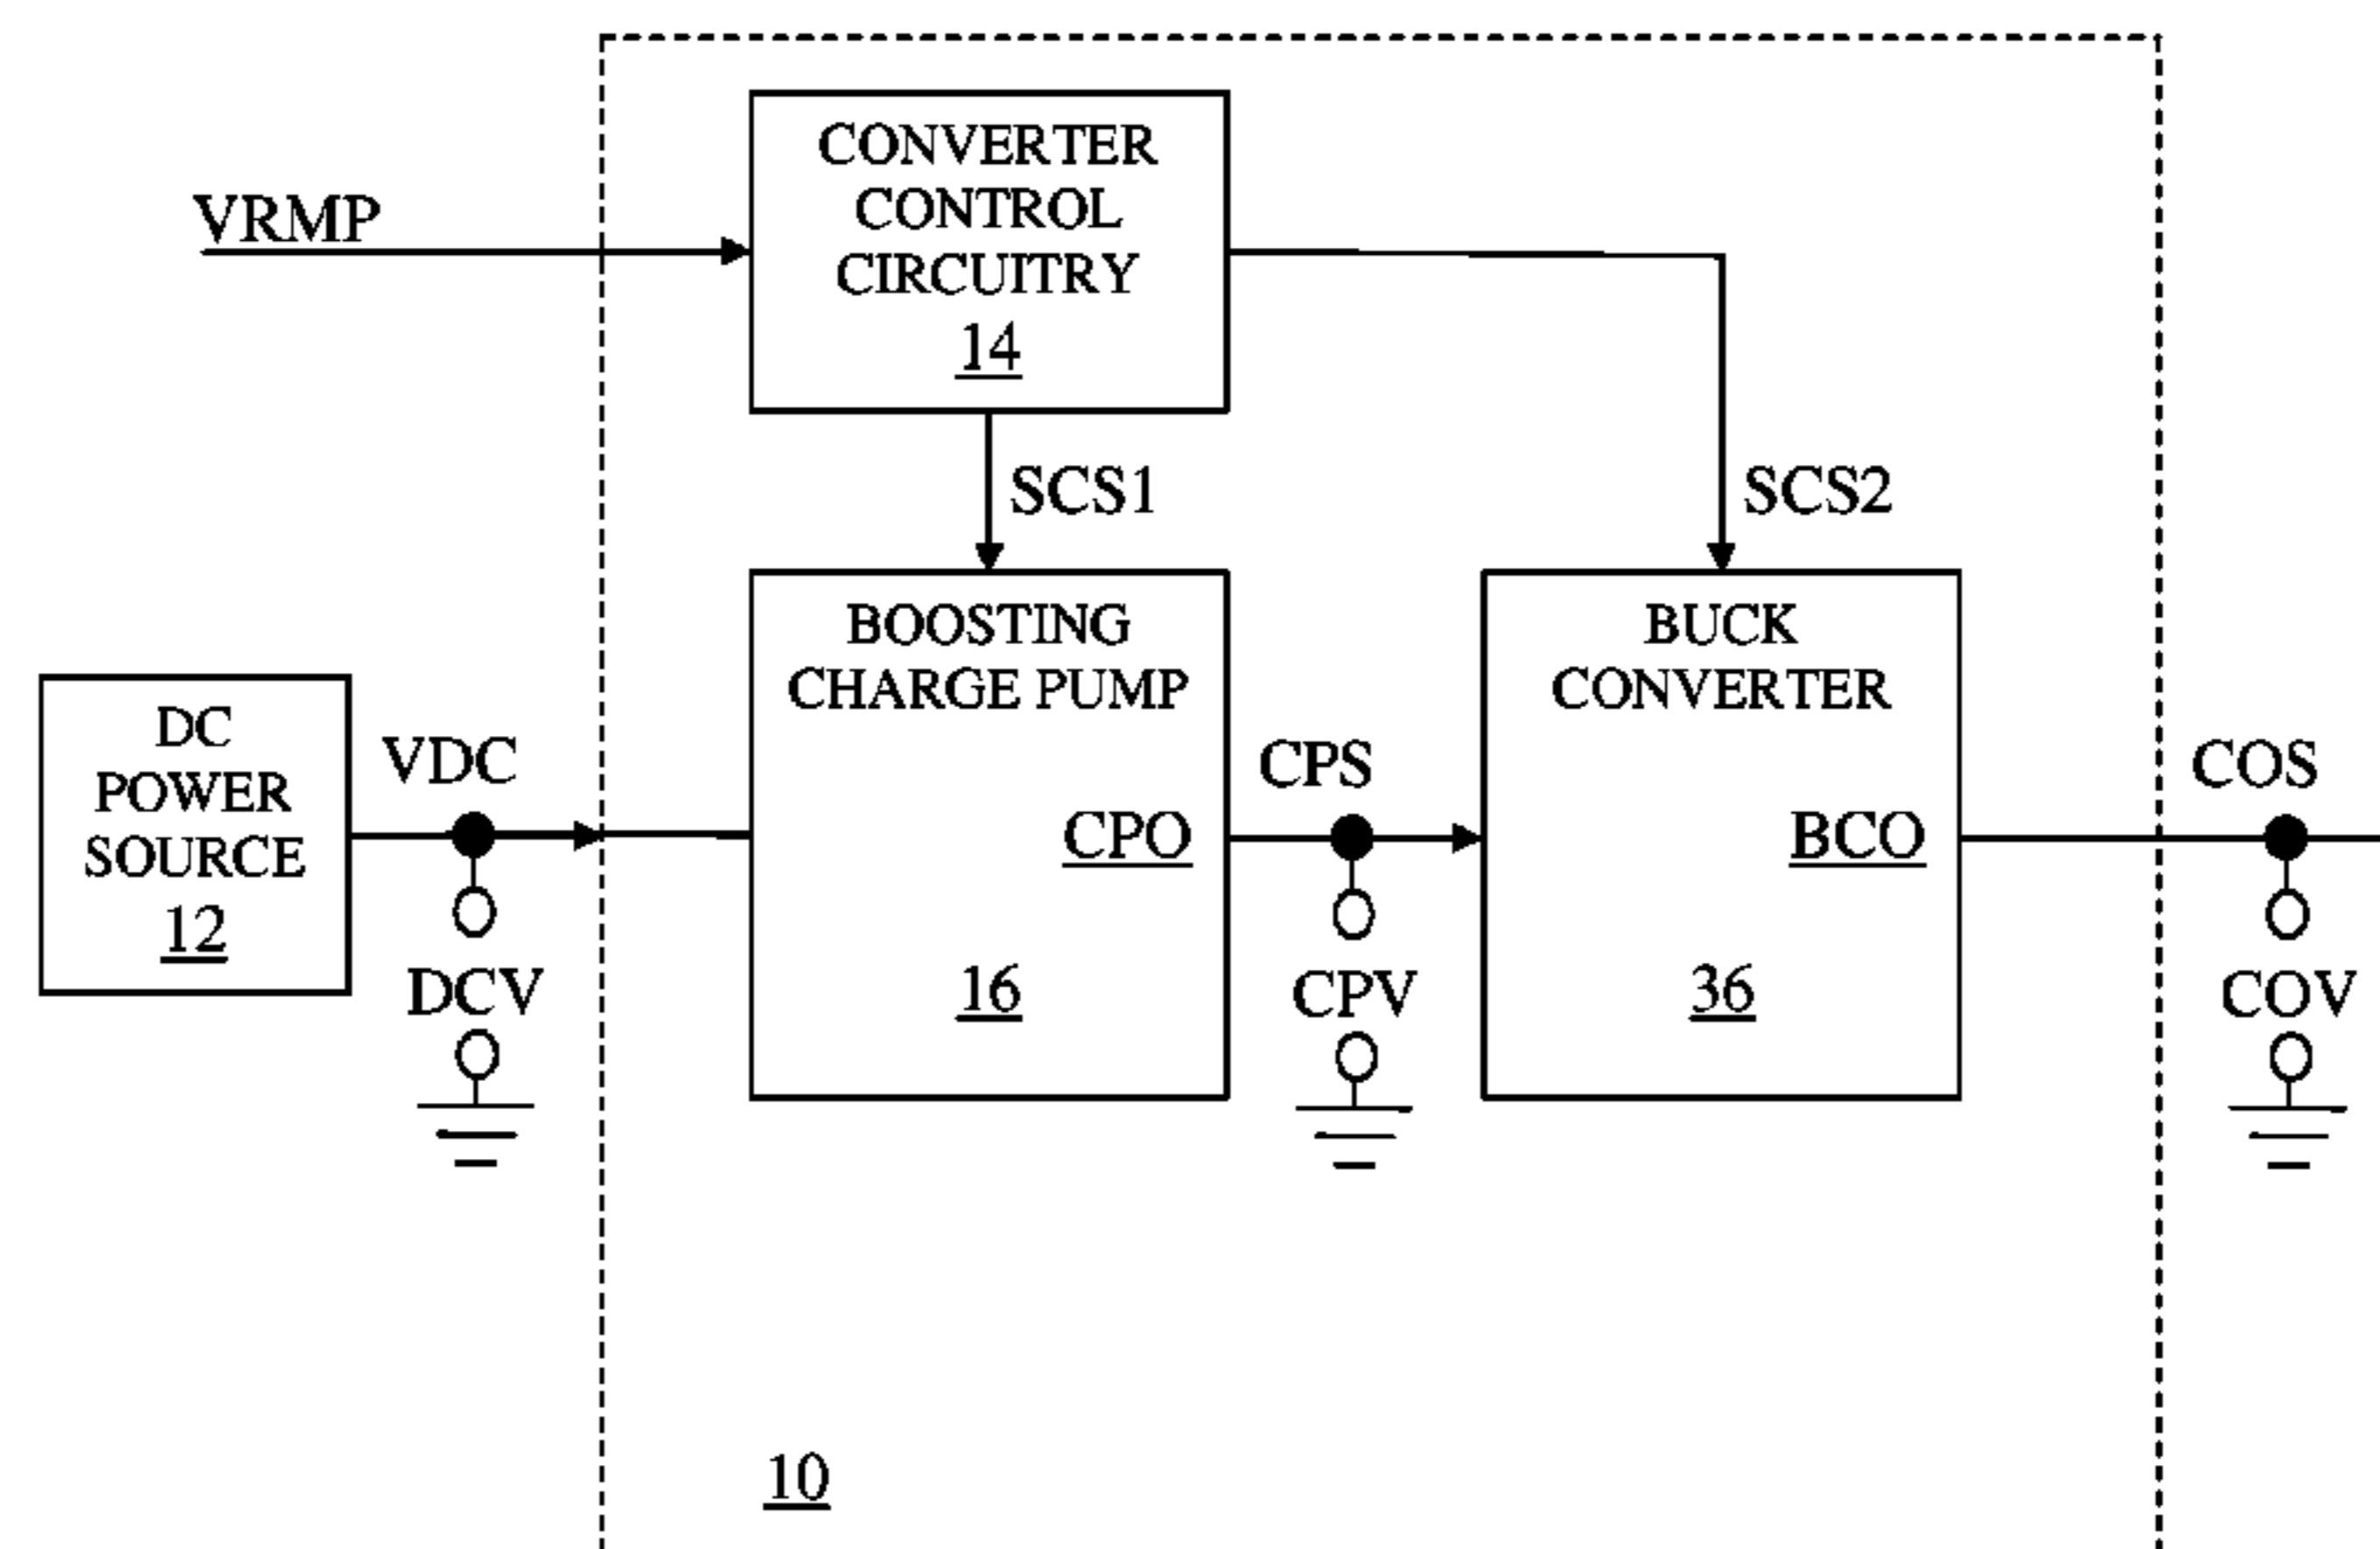 CONVERTER
CONTROL
CIRCUITRY
14
VRMP
SCS1
SCS2
BOOSTING
CHARGE PUMP
CPO
16
BUCK
CONVERTER
BCO
36
DC
POWER
SOURCE
12
VDC
DCV
CPS
CPV
COS
COV
10